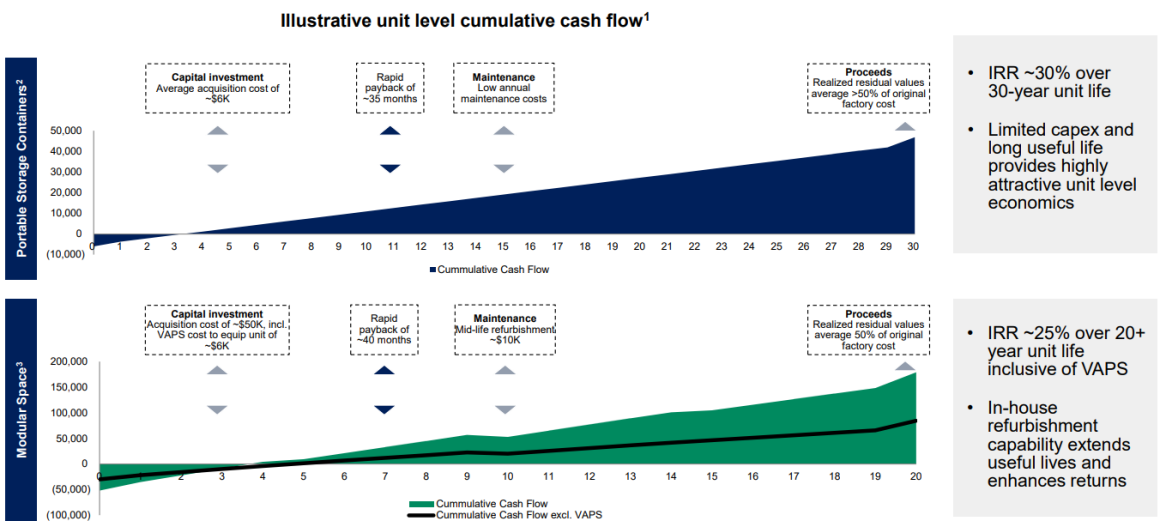 Illustrative unit level cumulative cash flow1
Portable Storage Containers2
Capital investment
Average acquisition cost of
~$6K
Rapid
payback of
~35 months
Maintenance
Low annual
maintenance costs
Proceeds
Realized residual values
average >50% of original
factory cost
50,000
40,000
30,000
20,000
10,000
0
(10,000)
0 1 2 3 4 5 6 7 8 9 10 11 12 13 14 15 16 17 18 19 20 21 22 23 24 25 26 27 28 29 30
Cummulative Cash Flow
• IRR ~30% over
30-year unit life
• Limited capex and
long useful life
provides highly
attractive unit level
economics
Modular Space3
Capital investment
Acquisition cost of ~$50K, incl.
VAPS cost to equip unit of
~$6K
Rapid
payback of
~40 months
Maintenance
Mid-life refurbishment
~$10K
Proceeds
Realized residual values
average 50% of original
factory cost
200,000
150,000
100,000
50,000
0
(50,000)
(100,000)
0 1 2 3 4 5 6 7 8 9 10 11 12 13 14 15 16 17 18 19 20
Cummulative Cash Flow
Cummulative Cash Flow excl. VAPS
• IRR ~25% over 20+
year unit life
inclusive of VAPS
• In-house
refurbishment
capability extends
useful lives and
enhances returns